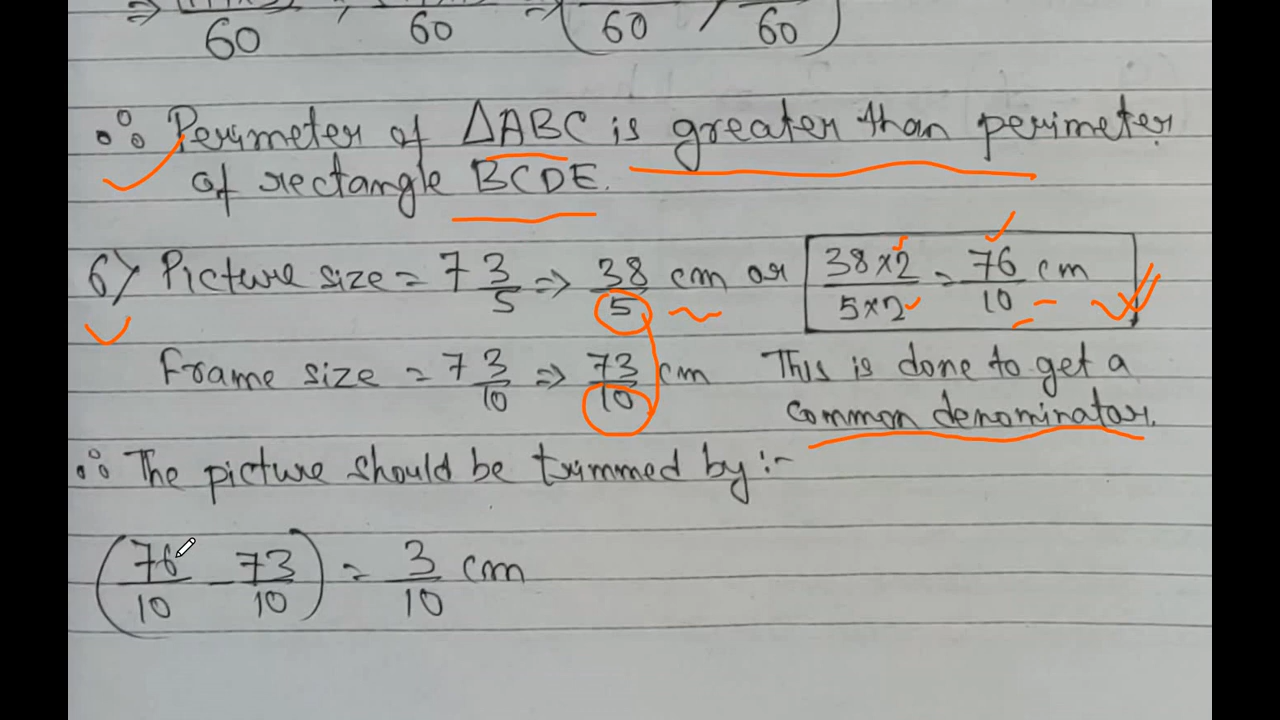 ⇒ 60 , 60 ⇒ ( 60 , 60 )
∴ Perimeter of ΔABC is greater than perimeter
of rectangle BCDE.
6) Picture size = 7 3/5 ⇒ 38/5 cm or 38×2/5×2 = 76/10 cm
Frame size = 7 3/10 ⇒ 73/10 cm This is done to get a
common denominator.
∴ The picture should be trimmed by :-
(76/10 - 73/10) = 3/10 cm